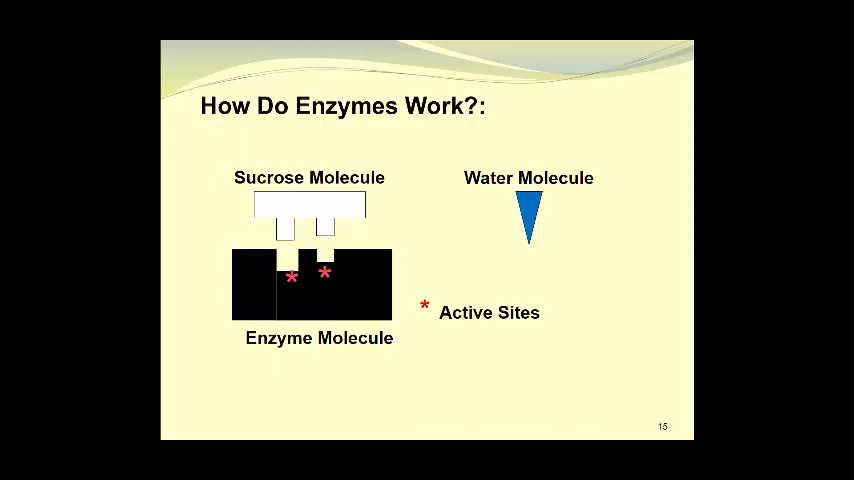 How Do Enzymes Work?:
Sucrose Molecule
Water Molecule
* *
* Active Sites
Enzyme Molecule
15